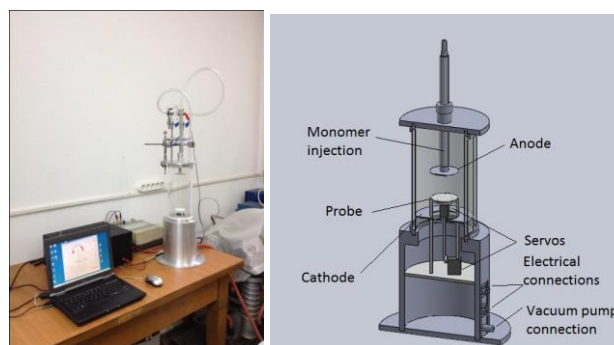 Monomer
injection
Anode
Probe
Servos
Cathode
Electrical
connections
Vacuum pump
connection